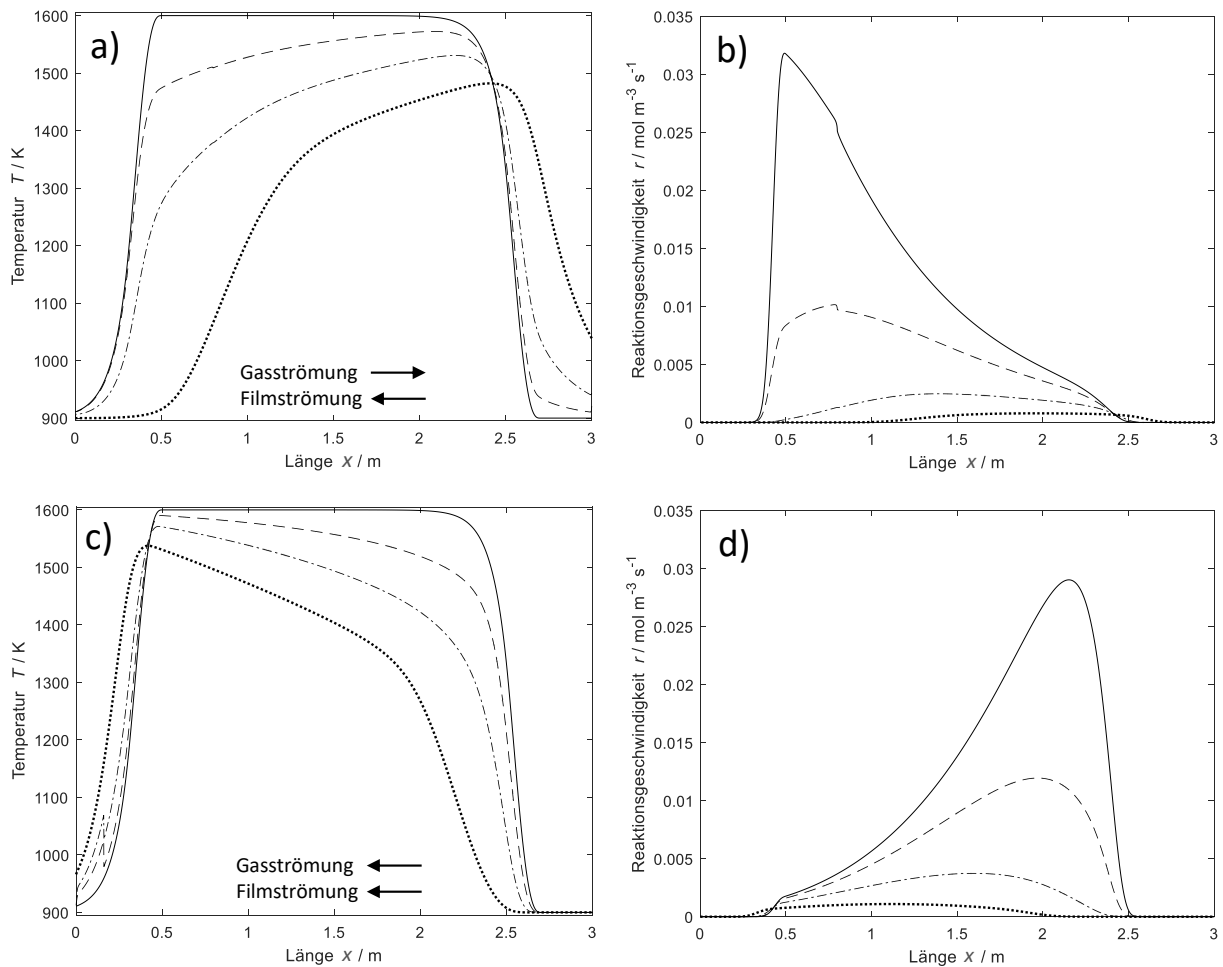 a)
Temperatur T / K
1600
1500
1400
1300
1200
1100
1000
900
Gasströmung
Filmströmung
0 0.5 1 1.5 2 2.5 3
Länge x / m
b)
Reaktionsgeschwindigkeit r / mol m⁻³ s⁻¹
0.035
0.03
0.025
0.02
0.015
0.01
0.005
0
0 0.5 1 1.5 2 2.5 3
Länge x / m
c)
Temperatur T / K
1600
1500
1400
1300
1200
1100
1000
900
Gasströmung
Filmströmung
0 0.5 1 1.5 2 2.5 3
Länge x / m
d)
Reaktionsgeschwindigkeit r / mol m⁻³ s⁻¹
0.035
0.03
0.025
0.02
0.015
0.01
0.005
0
0 0.5 1 1.5 2 2.5 3
Länge x / m